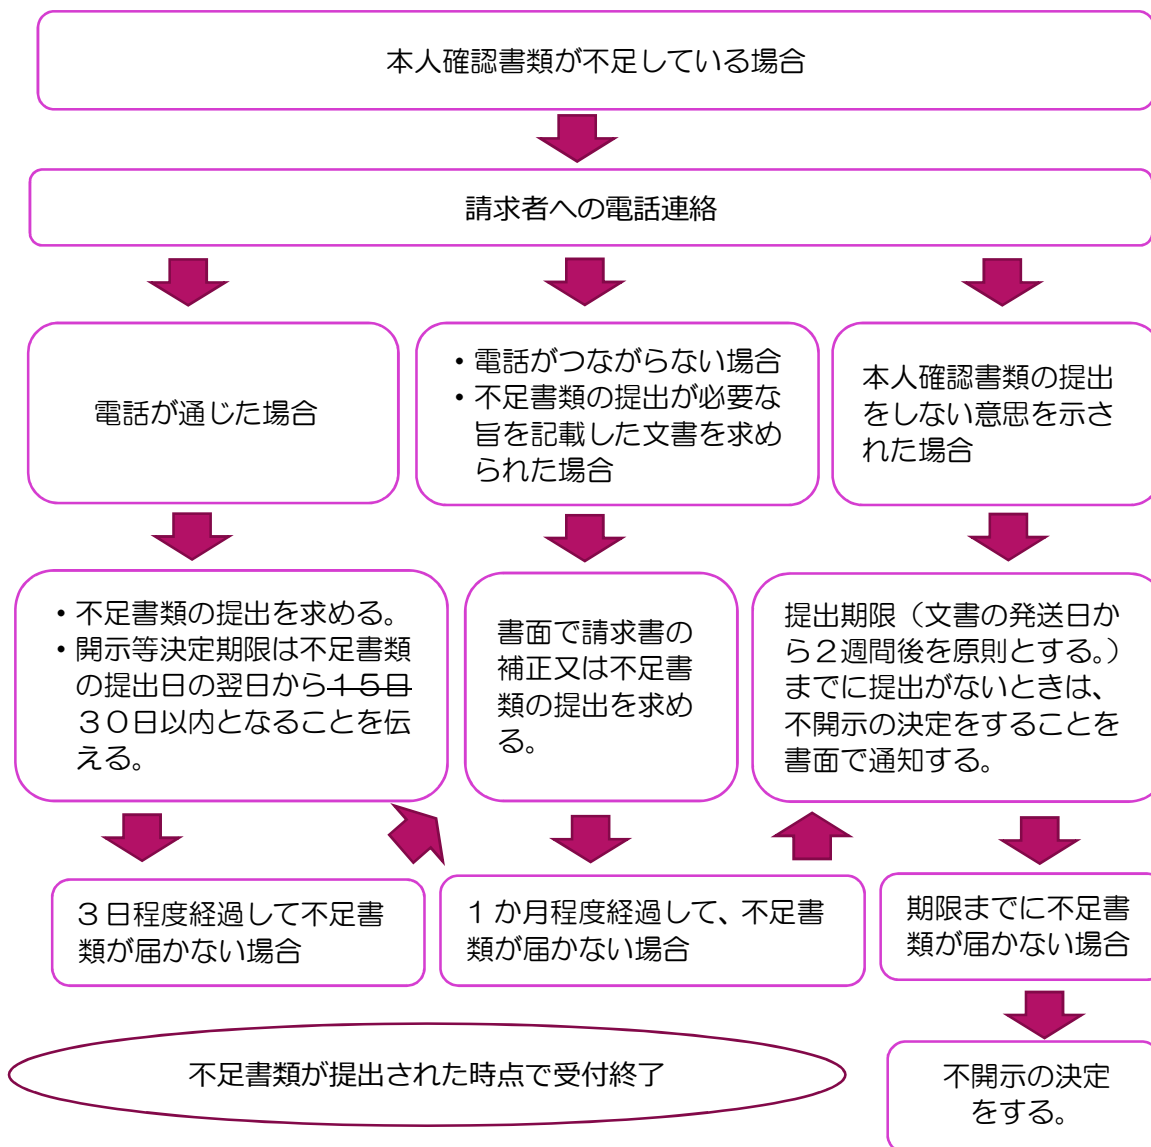 本人確認書類が不足している場合
請求者への電話連絡
電話が通じた場合
・電話がつながらない場合
・不足書類の提出が必要な
旨を記載した文書を求め
られた場合
本人確認書類の提出
をしない意思を示さ
れた場合
・不足書類の提出を求める。
・開示等決定期限は不足書類
の提出日の翌日から１５日
３０日以内となることを伝
える。
書面で請求書の
補正又は不足書
類の提出を求め
る。
提出期限（文書の発送日か
ら２週間後を原則とする。）
までに提出がないときは、
不開示の決定をすることを
書面で通知する。
３日程度経過して不足書
類が届かない場合
１か月程度経過して、不足書
類が届かない場合
期限までに不足書
類が届かない場合
不足書類が提出された時点で受付終了
不開示の決定
をする。